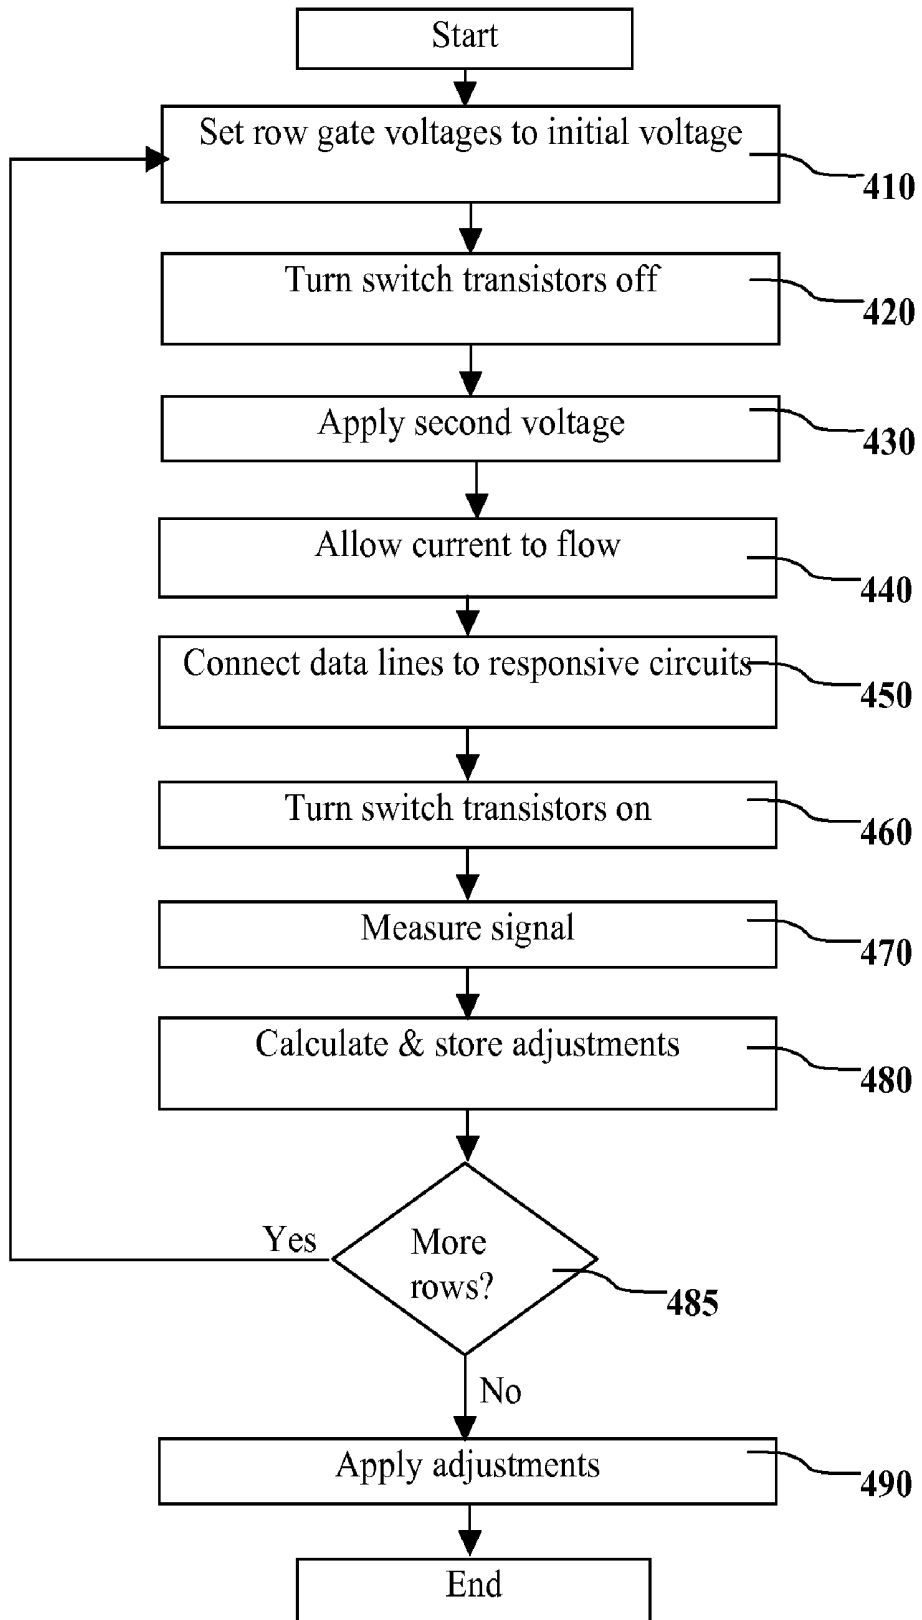 Start
Set row gate voltages to initial voltage
410
Turn switch transistors off
420
Apply second voltage
430
Allow current to flow
440
Connect data lines to responsive circuits
450
Turn switch transistors on
460
Measure signal
470
Calculate & store adjustments
480
Yes
More
rows?
485
No
Apply adjustments
490
End